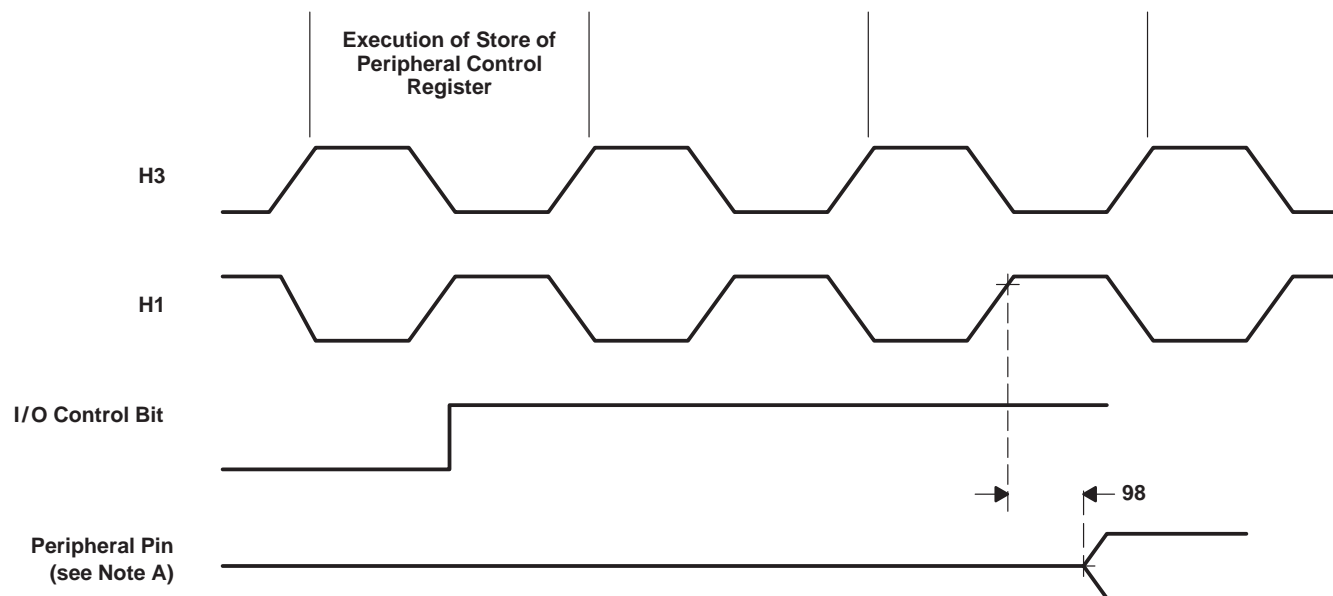 Execution of Store of
Peripheral Control
Register
H3
H1
I/O Control Bit
98
Peripheral Pin
(see Note A)